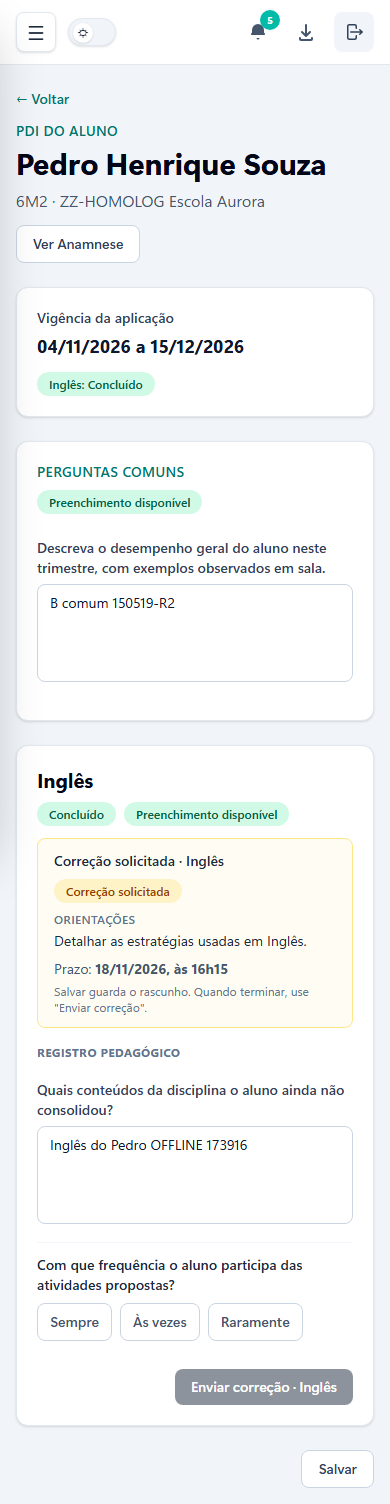 5
← Voltar
PDI DO ALUNO
Pedro Henrique Souza
6M2 · ZZ-HOMOLOG Escola Aurora
Ver Anamnese
Vigência da aplicação
04/11/2026 a 15/12/2026
Inglês: Concluído
PERGUNTAS COMUNS
Preenchimento disponível
Descreva o desempenho geral do aluno neste
trimestre, com exemplos observados em sala.
B comum 150519-R2
Inglês
Concluído Preenchimento disponível
Correção solicitada · Inglês
Correção solicitada
ORIENTAÇÕES
Detalhar as estratégias usadas em Inglês.
Prazo: 18/11/2026, às 16h15
Salvar guarda o rascunho. Quando terminar, use
"Enviar correção".
REGISTRO PEDAGÓGICO
Quais conteúdos da disciplina o aluno ainda não
consolidou?
Inglês do Pedro OFFLINE 173916
Com que frequência o aluno participa das
atividades propostas?
Sempre Às vezes Raramente
Enviar correção · Inglês
Salvar